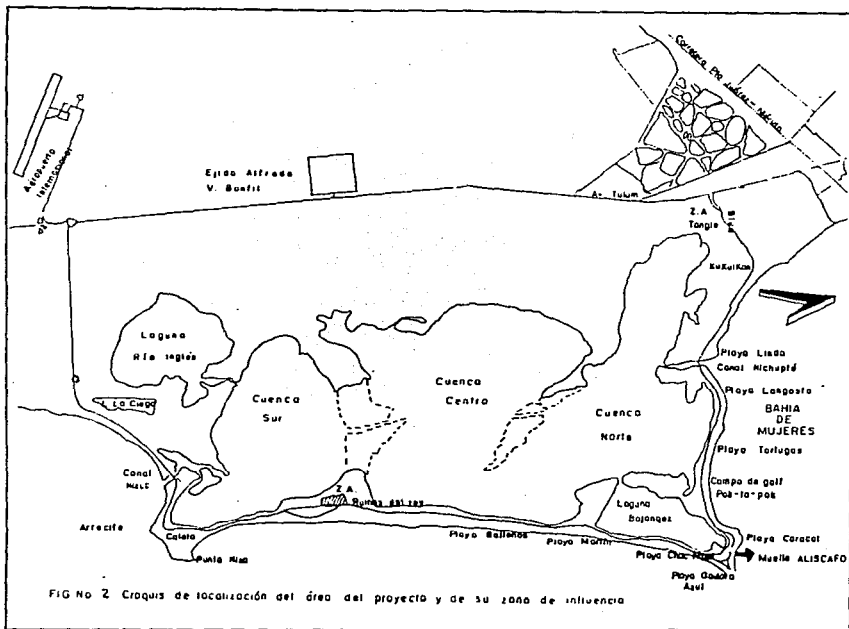 Carretera Pto Juárez - Mérida
Aeropuerto
Internacional
Ejido Alfredo
V. Bonfil
Av. Tulum
Z.A
Tangle
Blvd
Kukulkan
Laguna
Río Inglés
L. La Ciega
Cuenca
Sur
Cuenca
Centro
Cuenca
Norte
Playa Linda
Canal Nichupté
Playa Langosta
BAHIA
DE
MUJERES
Playa Tortugas
Campo de golf
Pok-ta-pok
Canal
Nizuc
Z.A.
Ruinas del rey
Laguna
Bojorquez
Arrecife
Caleta
Punta Nizuc
Playa Ballenas
Playa Marlin
Playa Chac Mool
Playa Caracol
Muelle ALISCAFO
Playa Gaviota
Azul
FIG No 2 Croquis de localización del área del proyecto y de su zona de influencia